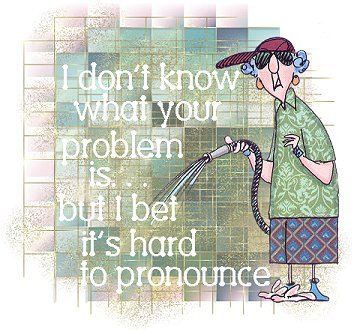 I don't know
what your
problem
is. . .
but I bet
it's hard
to pronounce